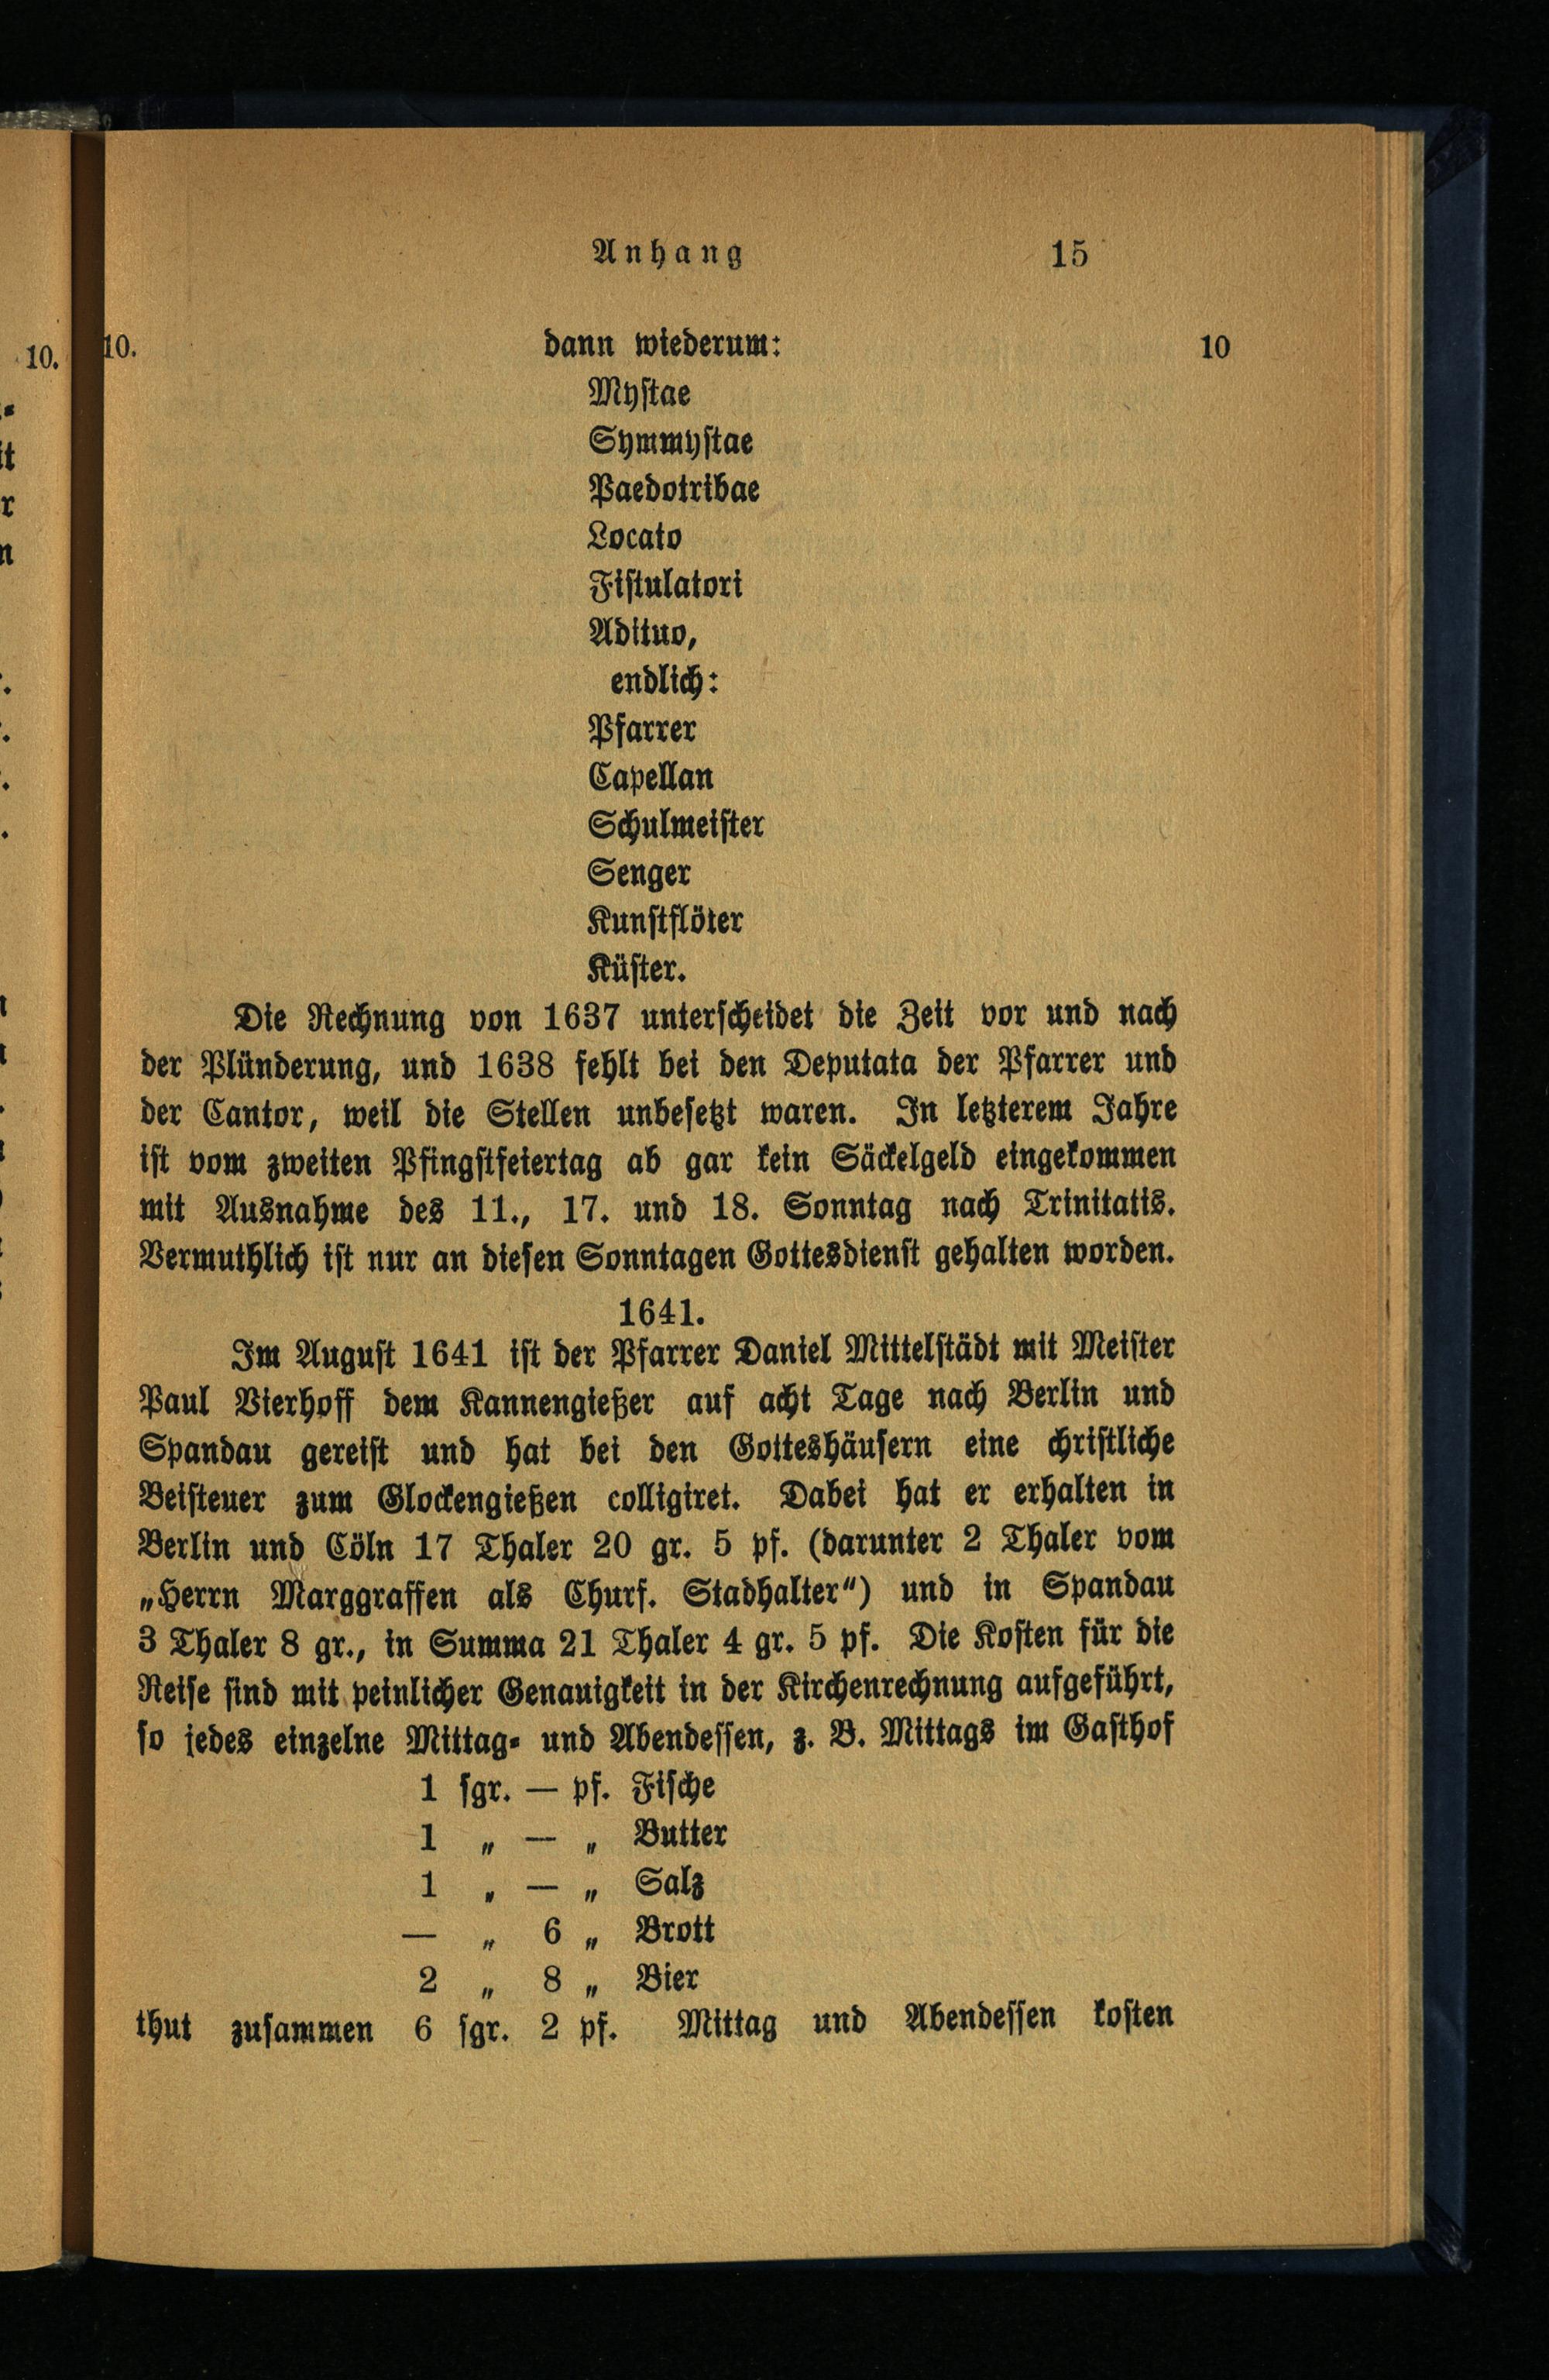 Anhang 15
10. dann wiederum: 10
Mystae
Symmystae
Paedotribae
Locato
Fistulatori
Adituo,
endlich:
Pfarrer
Capellan
Schulmeister
Senger
Kunstflöter
Küster.
Die Rechnung von 1637 unterscheidet die Zeit vor und nach
der Plünderung, und 1638 fehlt bei den Deputata der Pfarrer und
der Cantor, weil die Stellen unbesetzt waren. In letzterem Jahre
ist vom zweiten Pfingstfeiertag ab gar kein Säckelgeld eingekommen
mit Ausnahme des 11., 17. und 18. Sonntag nach Trinitatis.
Vermuthlich ist nur an diesen Sonntagen Gottesdienst gehalten worden.
1641.
Im August 1641 ist der Pfarrer Daniel Mittelstädt mit Meister
Paul Vierhoff dem Kannengießer auf acht Tage nach Berlin und
Spandau gereist und hat bei den Gotteshäusern eine christliche
Beisteuer zum Glockengießen colligiret. Dabei hat er erhalten in
Berlin und Cöln 17 Thaler 20 gr. 5 pf. (darunter 2 Thaler vom
„Herrn Marggraffen als Churf. Stadhalter“) und in Spandau
3 Thaler 8 gr., in Summa 21 Thaler 4 gr. 5 pf. Die Kosten für die
Reise sind mit peinlicher Genauigkeit in der Kirchenrechnung aufgeführt,
so jedes einzelne Mittag- und Abendessen, z. B. Mittags im Gasthof
1 sgr. — pf. Fische
1 „ — „ Butter
1 „ — „ Salz
— „ 6 „ Brott
2 „ 8 „ Bier
thut zusammen 6 sgr. 2 pf. Mittag und Abendessen kosten